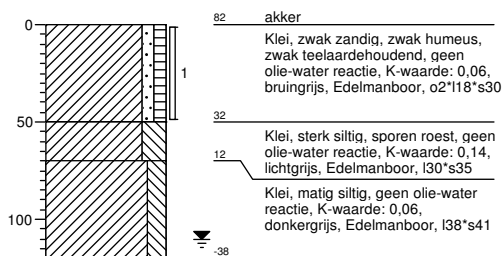 0
82 akker
Klei, zwak zandig, zwak humeus,
zwak teelaardehoudend, geen
olie-water reactie, K-waarde: 0,06,
bruingrijs, Edelmanboor, o2*l18*s30
1
50
32
Klei, sterk siltig, sporen roest, geen
olie-water reactie, K-waarde: 0,14,
lichtgrijs, Edelmanboor, l30*s35
12
Klei, matig siltig, geen olie-water
reactie, K-waarde: 0,06,
donkergrijs, Edelmanboor, l38*s41
100
-38